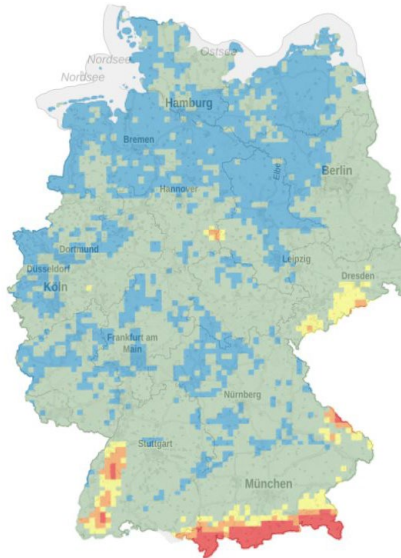 Nordsee
Ostsee
Nordsee
Hamburg
Bremen
Elbe
Berlin
Hannover
Dortmund
Leipzig
Düsseldorf
Dresden
Köln
Frankfurt am
Main
Nürnberg
Stuttgart
München